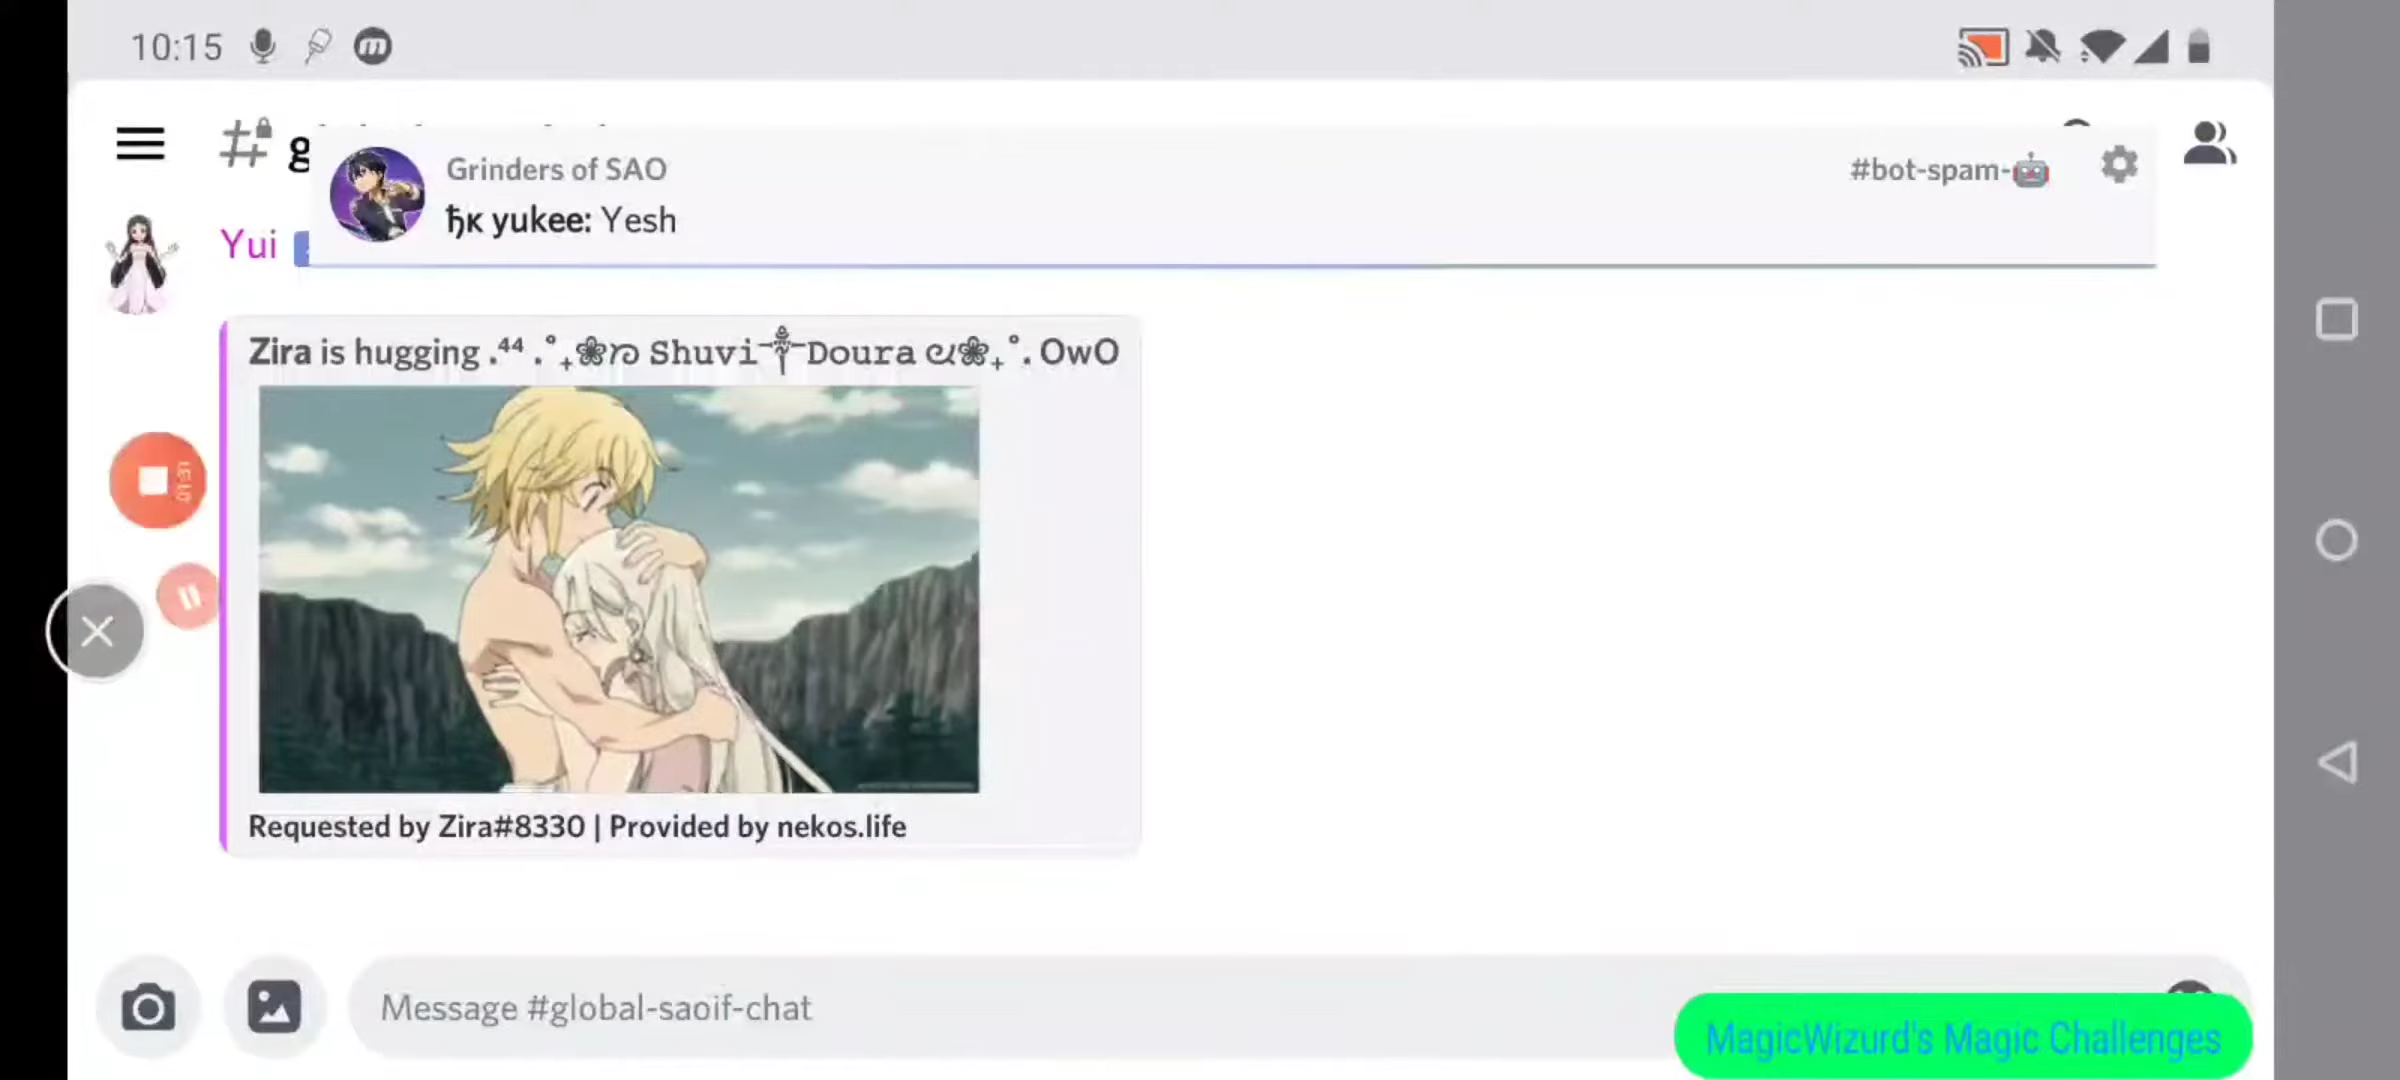 10:15
g
Grinders of SAO
#bot-spam-🤖
ђк yukee: Yesh
Yui
Zira is hugging .⁴⁴ .˚₊❀ Shuvi Doura ❀₊˚. OwO
Requested by Zira#8330 | Provided by nekos.life
Message #global-saoif-chat
MagicWizurd's Magic Challenges